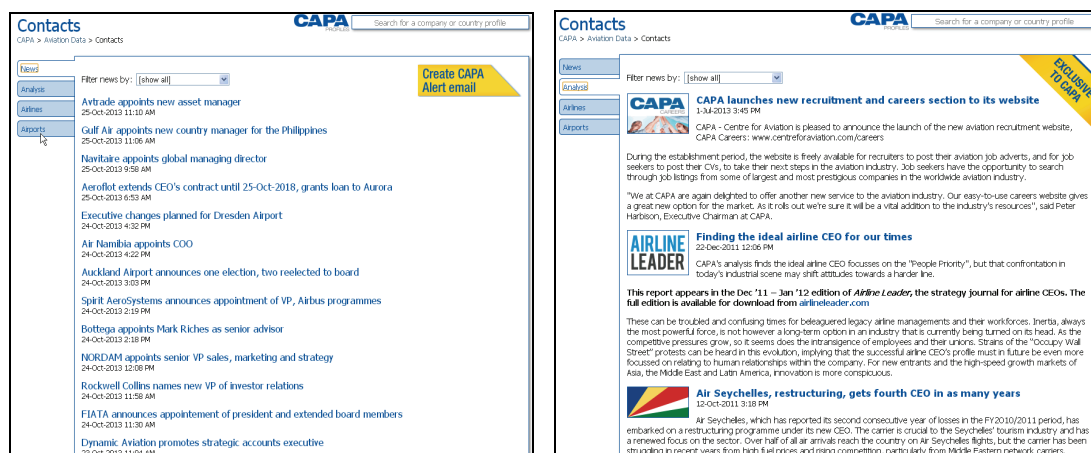 Contacts
CAPA PROFILES
Search for a company or country profile
CAPA > Aviation Data > Contacts
News
Analysis
Airlines
Airports
Filter news by: [show all]
Create CAPA
Alert email
Avtrade appoints new asset manager
25-Oct-2013 11:10 AM
Gulf Air appoints new country manager for the Philippines
25-Oct-2013 11:06 AM
Navitaire appoints global managing director
25-Oct-2013 9:58 AM
Aeroflot extends CEO's contract until 25-Oct-2018, grants loan to Aurora
25-Oct-2013 6:53 AM
Executive changes planned for Dresden Airport
24-Oct-2013 4:32 PM
Air Namibia appoints COO
24-Oct-2013 4:22 PM
Auckland Airport announces one election, two reelected to board
24-Oct-2013 3:03 PM
Spirit AeroSystems announces appointment of VP, Airbus programmes
24-Oct-2013 2:19 PM
Bottega appoints Mark Riches as senior advisor
24-Oct-2013 2:18 PM
NORDAM appoints senior VP sales, marketing and strategy
24-Oct-2013 12:08 PM
Rockwell Collins names new VP of investor relations
24-Oct-2013 11:58 AM
FIATA announces appointement of president and extended board members
24-Oct-2013 11:30 AM
Dynamic Aviation promotes strategic accounts executive
Contacts
CAPA PROFILES
Search for a company or country profile
CAPA > Aviation Data > Contacts
News
Analysis
Airlines
Airports
Filter news by: [show all]
EXCLUSIVE
TO CAPA
CAPA
CAREERS
CAPA launches new recruitment and careers section to its website
1-Jul-2013 3:45 PM
CAPA - Centre for Aviation is pleased to announce the launch of the new aviation recruitment website,
CAPA Careers: www.centreforaviation.com/careers
During the establishment period, the website is freely available for recruiters to post their aviation job adverts, and for job
seekers to post their CVs, to take their next steps in the aviation industry. Job seekers have the opportunity to search
through job listings from some of largest and most prestigious companies in the worldwide aviation industry.
"We at CAPA are again delighted to offer another new service to the aviation industry. Our easy-to-use careers website gives
a great new option for the market. As it rolls out we're sure it will be a vital addition to the industry's resources", said Peter
Harbison, Executive Chairman at CAPA.
AIRLINE
LEADER
Finding the ideal airline CEO for our times
22-Dec-2011 12:06 PM
CAPA's analysis finds the ideal airline CEO focusses on the "People Priority", but that confrontation in
today's industrial scene may shift attitudes towards a harder line.
This report appears in the Dec '11 – Jan '12 edition of Airline Leader, the strategy journal for airline CEOs. The
full edition is available for download from airlineleader.com
These can be troubled and confusing times for beleaguered legacy airline managements and their workforces. Inertia, always
the most powerful force, is not however a long-term option in an industry that is currently being turned on its head. As the
competitive pressures grow, so it seems does the intransigence of employees and their unions. Strains of the "Occupy Wall
Street" protests can be heard in this evolution, implying that the successful airline CEO's profile must in future be even more
focussed on relating to human relationships within the company. For new entrants and the high-speed growth markets of
Asia, the Middle East and Latin America, innovation is more conspicuous.
Air Seychelles, restructuring, gets fourth CEO in as many years
12-Oct-2011 3:18 PM
Air Seychelles, which has reported its second consecutive year of losses in the FY2010/2011 period, has
embarked on a restructuring programme under its new CEO. The carrier is crucial to the Seychelles' tourism industry and has
a renewed focus on the sector. Over half of all air arrivals reach the country on Air Seychelles flights, but the carrier has been
struggling in recent years from high fuel prices and rising competition, particularly from Middle Eastern network carriers.